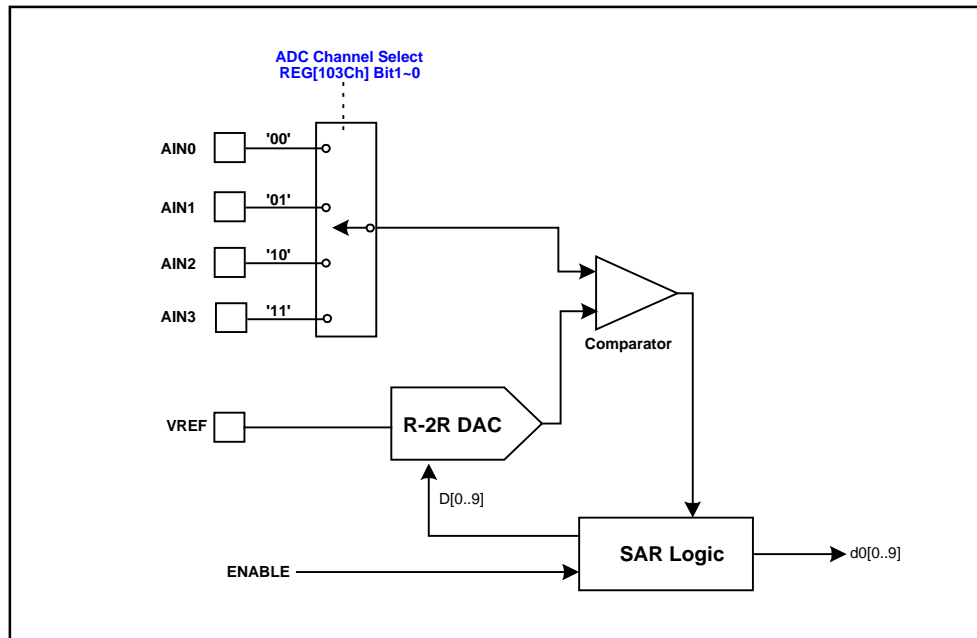 ADC Channel Select
REG[103Ch] Bit1~0
AIN0
'00'
AIN1
'01'
AIN2
'10'
AIN3
'11'
Comparator
VREF
R-2R DAC
D[0..9]
SAR Logic
d0[0..9]
ENABLE